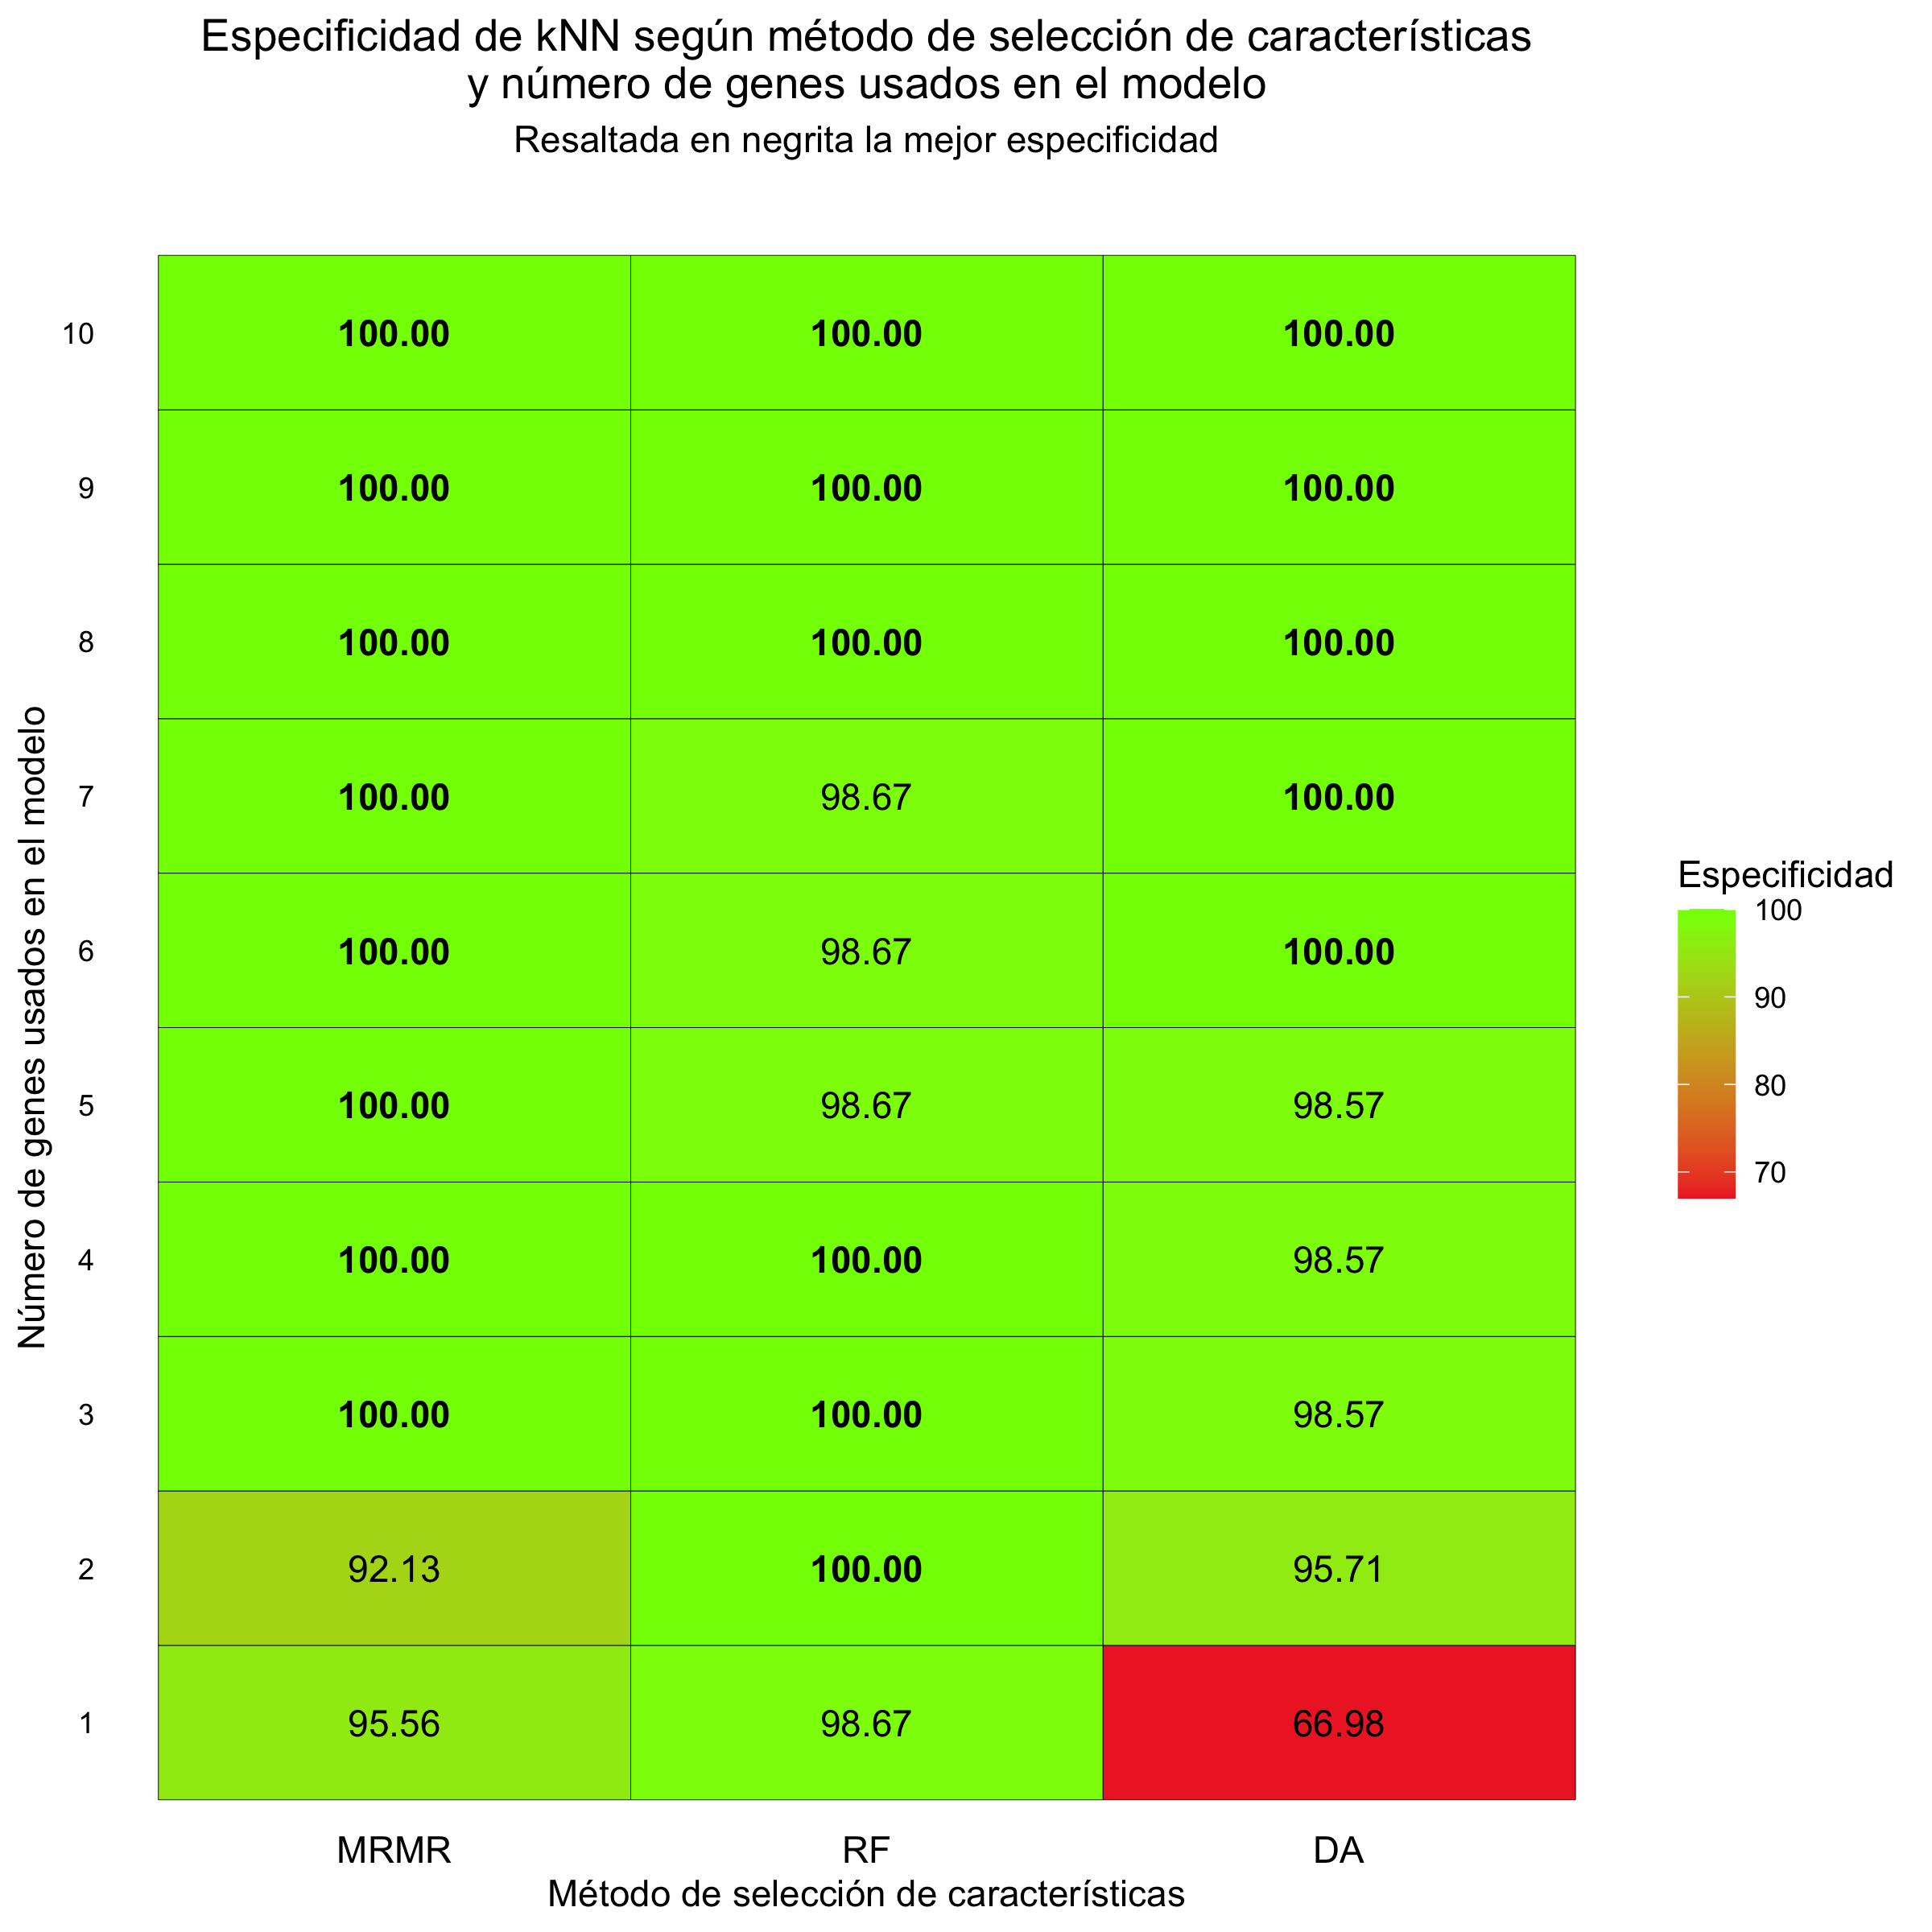 Especificidad de kNN según método de selección de características
y número de genes usados en el modelo
Resaltada en negrita la mejor especificidad
10 100.00 100.00 100.00
9 100.00 100.00 100.00
8 100.00 100.00 100.00
7 100.00 98.67 100.00
6 100.00 98.67 100.00
5 100.00 98.67 98.57
4 100.00 100.00 98.57
3 100.00 100.00 98.57
2 92.13 100.00 95.71
1 95.56 98.67 66.98
MRMR RF DA
Método de selección de características
Número de genes usados en el modelo
Especificidad
100
90
80
70